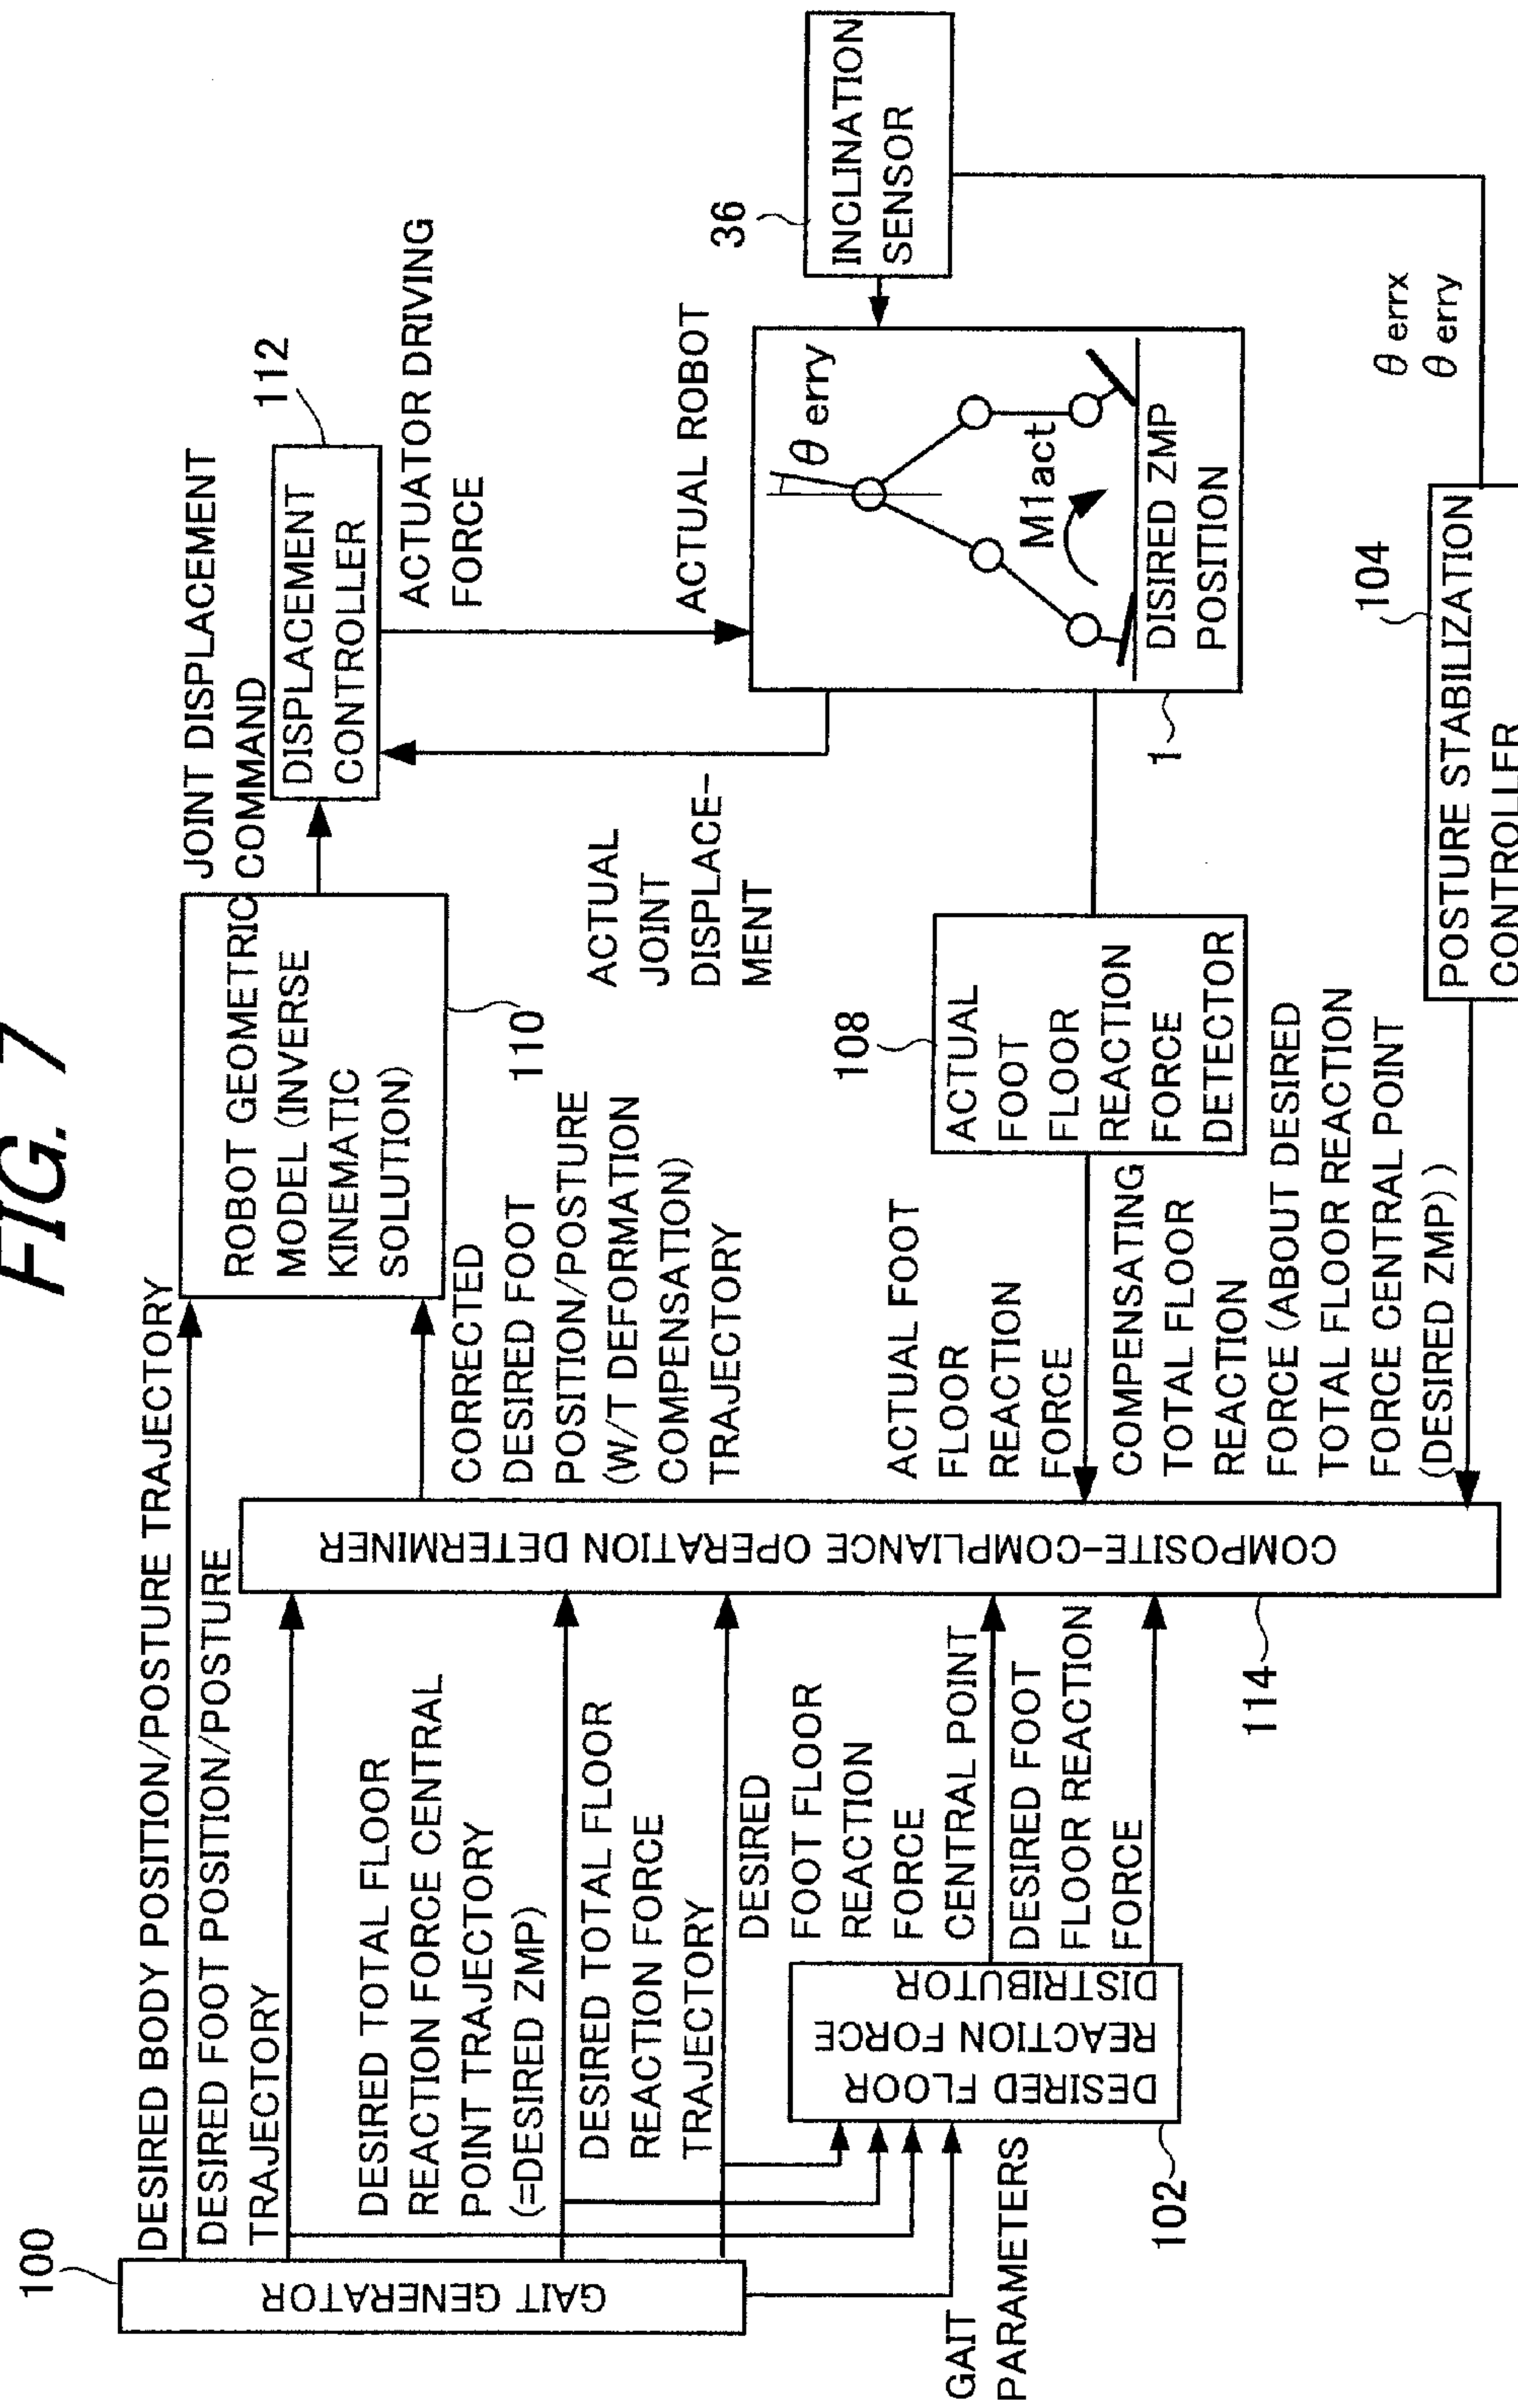 FIG. 7
100
GAIT GENERATOR
DESIRED BODY POSITION/POSTURE TRAJECTORY
DESIRED FOOT POSITION/POSTURE
TRAJECTORY
DESIRED TOTAL FLOOR
REACTION FORCE CENTRAL
POINT TRAJECTORY
(=DESIRED ZMP)
DESIRED TOTAL FLOOR
REACTION FORCE
TRAJECTORY
GAIT
PARAMETERS
102
DESIRED FLOOR
REACTION FORCE
DISTRIBUTOR
DESIRED
FOOT FLOOR
REACTION
FORCE
CENTRAL POINT
DESIRED FOOT
FLOOR REACTION
FORCE
114
COMPOSITE-COMPLIANCE OPERATION DETERMINER
ROBOT GEOMETRIC
MODEL (INVERSE
KINEMATIC
SOLUTION)
110
CORRECTED
DESIRED FOOT
POSITION/POSTURE
(W/T DEFORMATION
COMPENSATION)
TRAJECTORY
ACTUAL FOOT
FLOOR
REACTION
FORCE
COMPENSATING
TOTAL FLOOR
REACTION
FORCE (ABOUT DESIRED
TOTAL FLOOR REACTION
FORCE CENTRAL POINT
(DESIRED ZMP))
108
ACTUAL
FOOT
FLOOR
REACTION
FORCE
DETECTOR
JOINT DISPLACEMENT
COMMAND
DISPLACEMENT
CONTROLLER
112
ACTUATOR DRIVING
FORCE
ACTUAL
JOINT
DISPLACE-
MENT
ACTUAL ROBOT
θ erry
M1act
DISIRED ZMP
POSITION
1
36
INCLINATION
SENSOR
θ errx
θ erry
104
POSTURE STABILIZATION
CONTROLLER